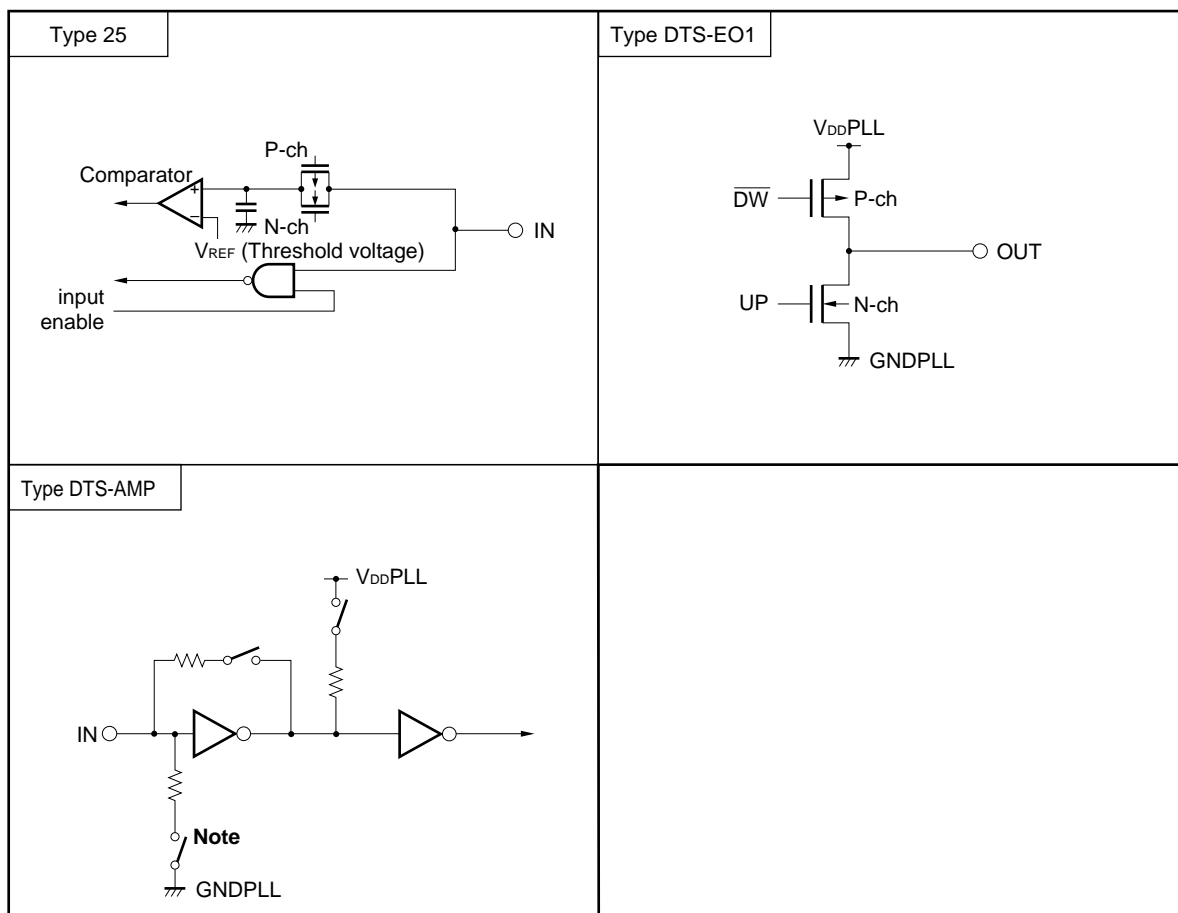 Type 25
P-ch
Comparator
+
−
N-ch
VREF (Threshold voltage)
IN
input
enable
Type DTS-EO1
VDDPLL
DW
P-ch
OUT
UP
N-ch
GNDPLL
Type DTS-AMP
VDDPLL
IN
Note
GNDPLL